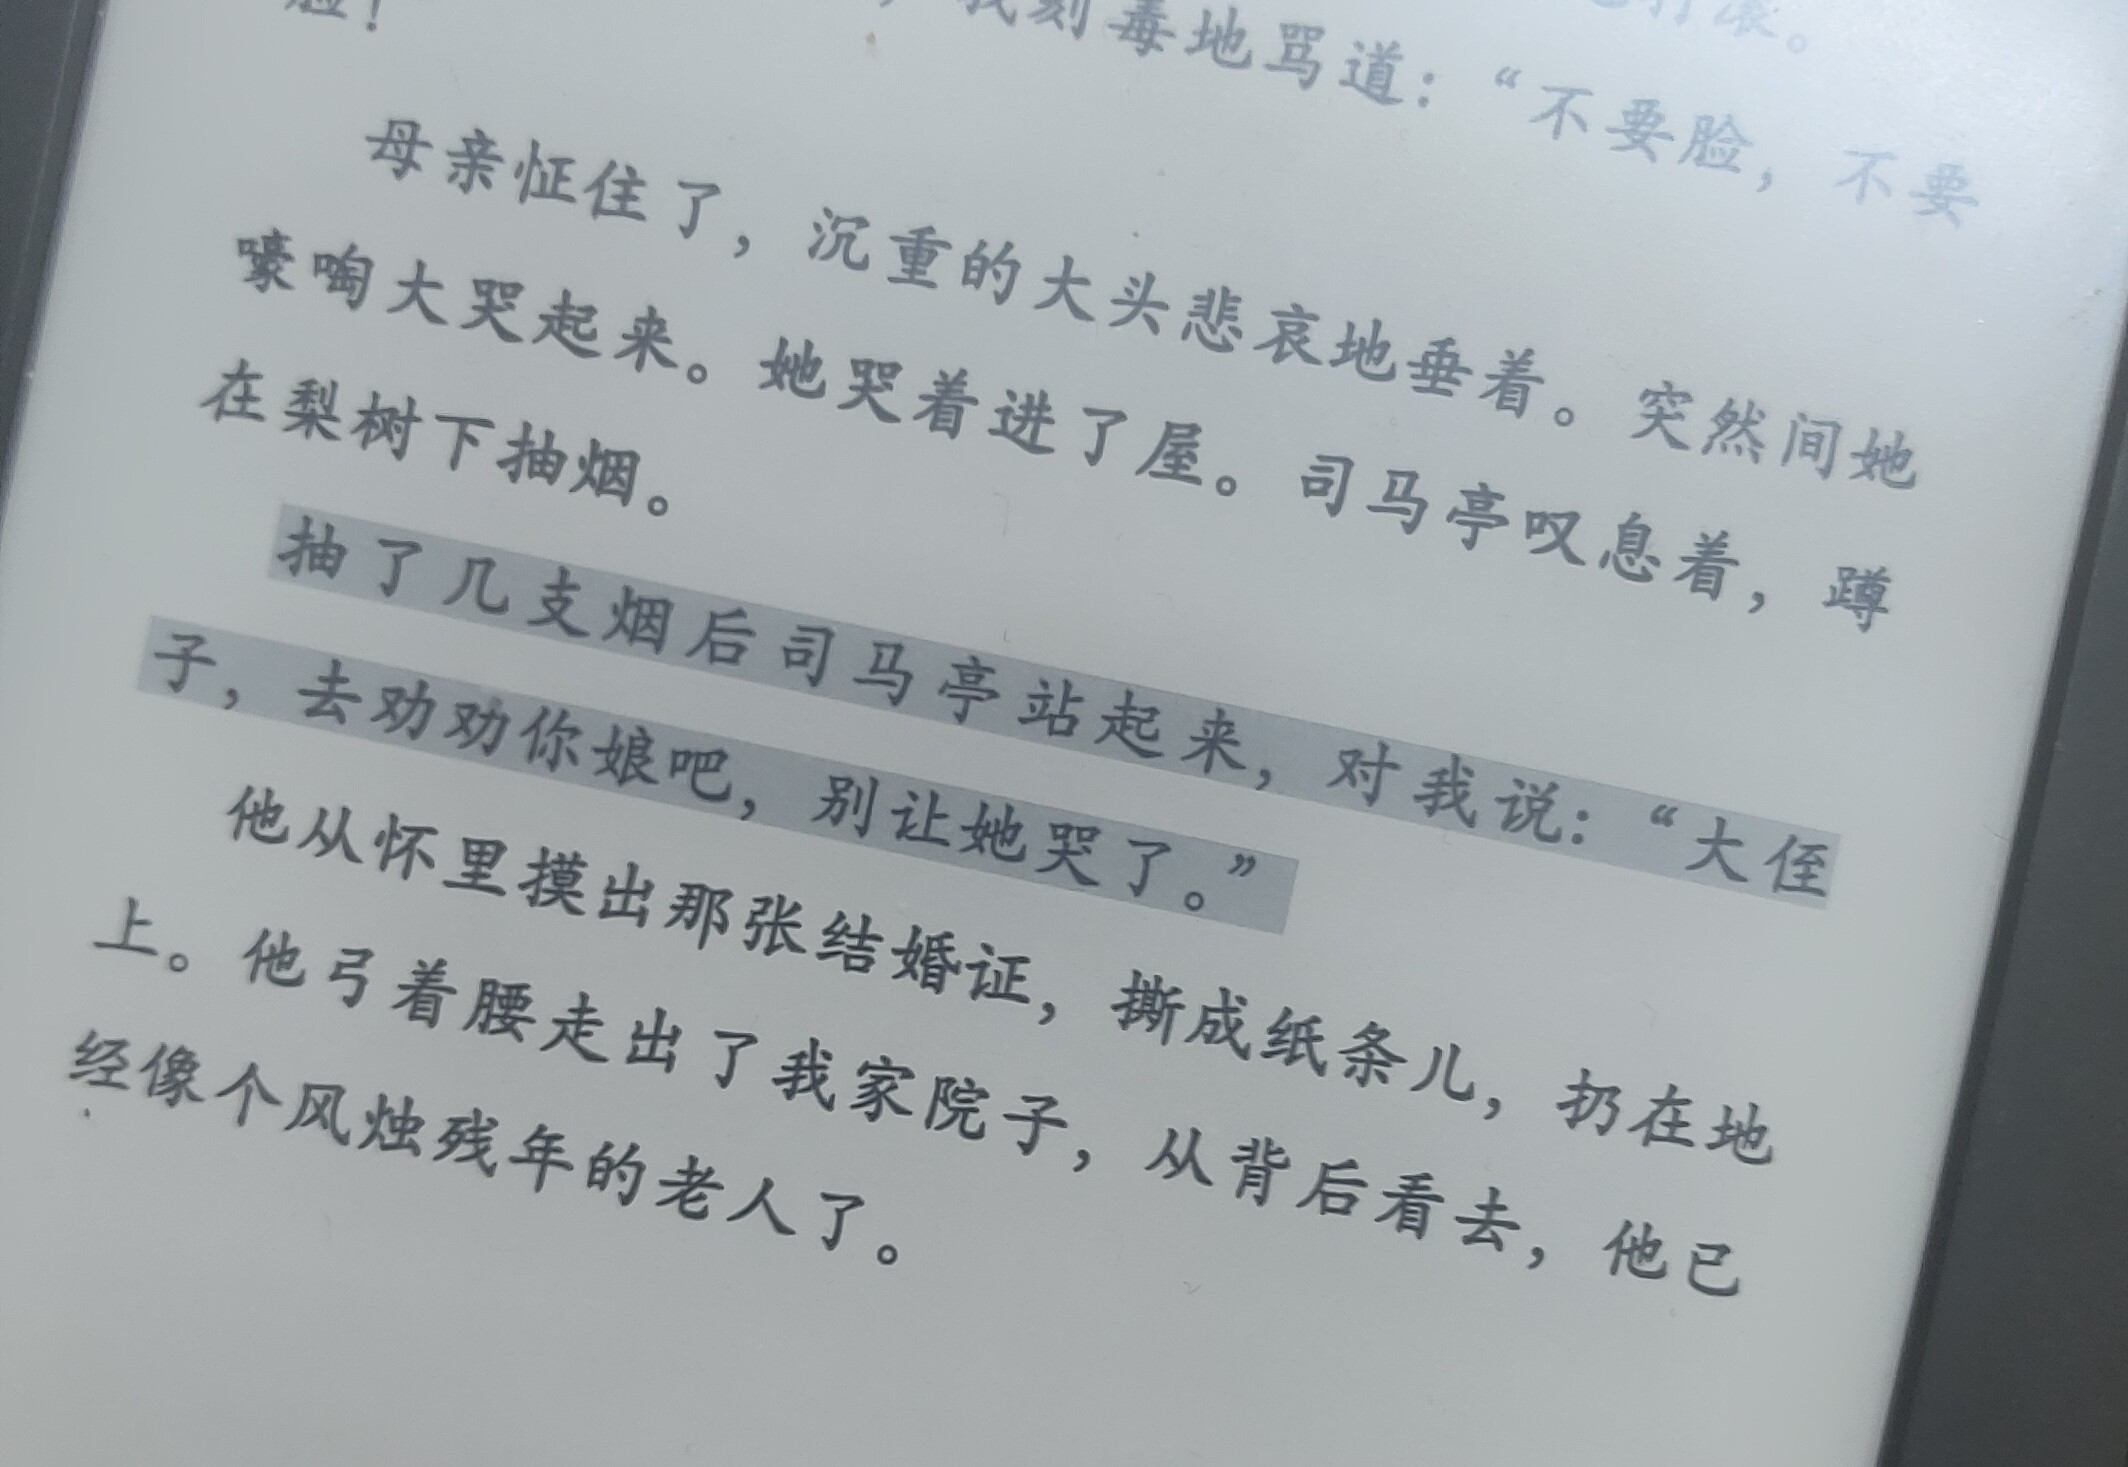 打滚。
，我刻毒地骂道：“不要脸，不要
脸！
母亲怔住了，沉重的大头悲哀地垂着。突然间她
嚎啕大哭起来。她哭着进了屋。司马亭叹息着，蹲
在梨树下抽烟。
抽了几支烟后司马亭站起来，对我说：“大侄
子，去劝劝你娘吧，别让她哭了。”
他从怀里摸出那张结婚证，撕成纸条儿，扔在地
上。他弓着腰走出了我家院子，从背后看去，他已
经像个风烛残年的老人了。